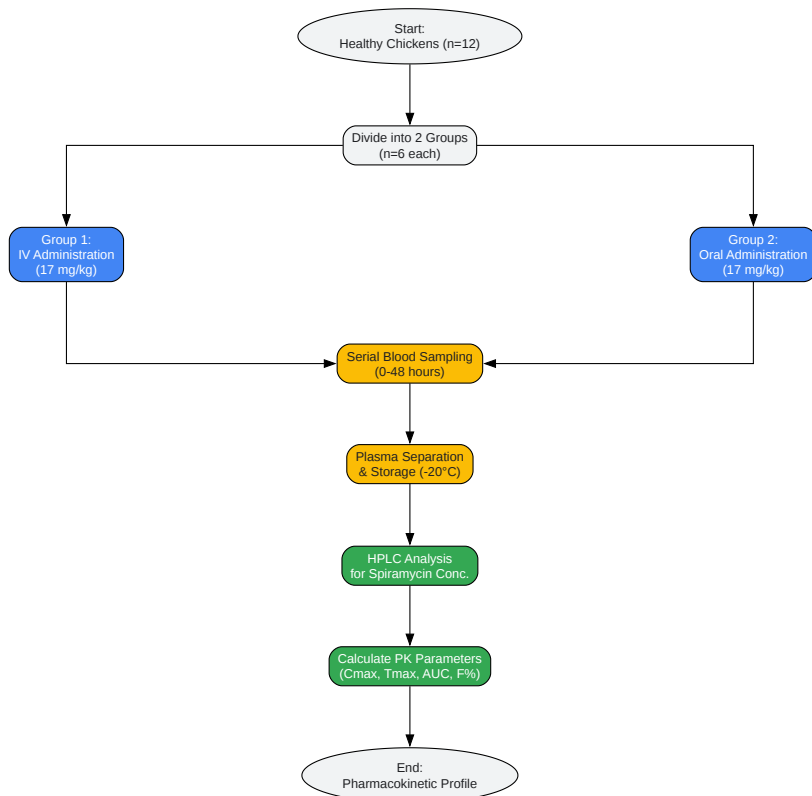 Start:
Healthy Chickens (n=12)
Divide into 2 Groups
(n=6 each)
Group 1:
IV Administration
(17 mg/kg)
Group 2:
Oral Administration
(17 mg/kg)
Serial Blood Sampling
(0-48 hours)
Plasma Separation
& Storage (-20°C)
HPLC Analysis
for Spiramycin Conc.
Calculate PK Parameters
(Cmax, Tmax, AUC, F%)
End:
Pharmacokinetic Profile